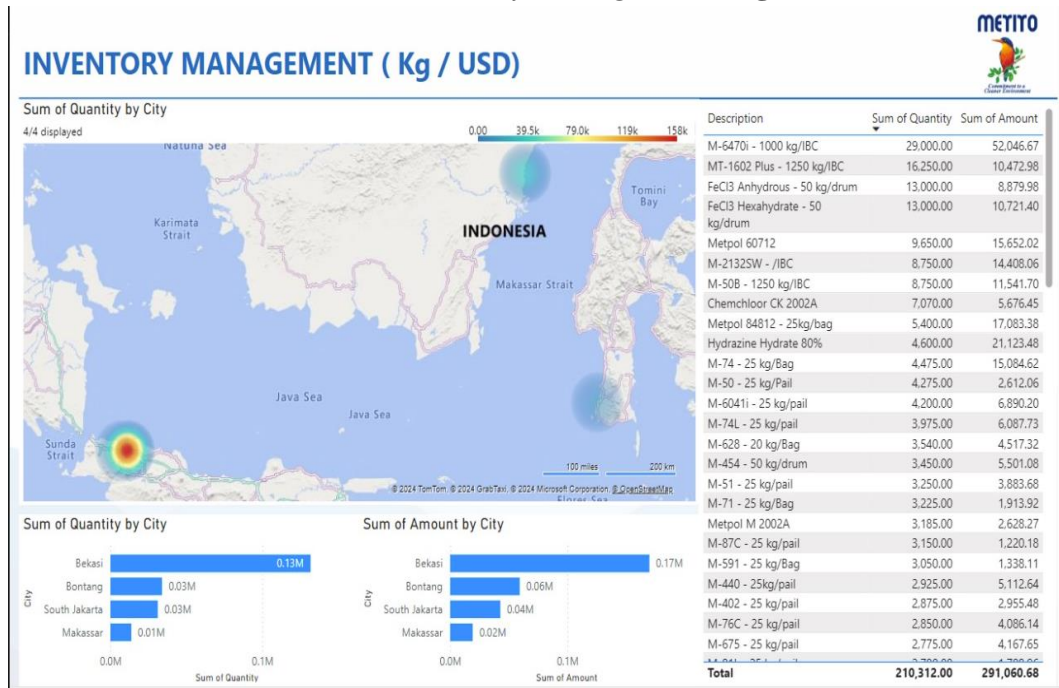 METITO
Commitment to a
Cleaner Environment
INVENTORY MANAGEMENT ( Kg / USD)
Sum of Quantity by City
4/4 displayed
0.00 39.5k 79.0k 119k 158k
Natuna Sea
Karimata
Strait
INDONESIA
Tomini
Bay
Makassar Strait
Java Sea
Java Sea
Sunda
Strait
100 miles 200 km
© 2024 TomTom, © 2024 GrabTaxi, © 2024 Microsoft Corporation, © OpenStreetMap
Flores Sea
Description Sum of Quantity Sum of Amount
M-6470i - 1000 kg/IBC 29,000.00 52,046.67
MT-1602 Plus - 1250 kg/IBC 16,250.00 10,472.98
FeCl3 Anhydrous - 50 kg/drum 13,000.00 8,879.98
FeCl3 Hexahydrate - 50 13,000.00 10,721.40
kg/drum
Metpol 60712 9,650.00 15,652.02
M-2132SW - /IBC 8,750.00 14,408.06
M-50B - 1250 kg/IBC 8,750.00 11,541.70
Chemchloor CK 2002A 7,070.00 5,676.45
Metpol 84812 - 25kg/bag 5,400.00 17,083.38
Hydrazine Hydrate 80% 4,600.00 21,123.48
M-74 - 25 kg/Bag 4,475.00 15,084.62
M-50 - 25 kg/Pail 4,275.00 2,612.06
M-6041i - 25 kg/pail 4,200.00 6,890.20
M-74L - 25 kg/pail 3,975.00 6,087.73
M-628 - 20 kg/Bag 3,540.00 4,517.32
M-454 - 50 kg/drum 3,450.00 5,501.08
M-51 - 25 kg/pail 3,250.00 3,883.68
M-71 - 25 kg/Bag 3,225.00 1,913.92
Metpol M 2002A 3,185.00 2,628.27
M-87C - 25 kg/pail 3,150.00 1,220.18
M-591 - 25 kg/Bag 3,050.00 1,338.11
M-440 - 25kg/pail 2,925.00 5,112.64
M-402 - 25 kg/pail 2,875.00 2,955.48
M-76C - 25 kg/pail 2,850.00 4,086.14
M-675 - 25 kg/pail 2,775.00 4,167.65
Total 210,312.00 291,060.68
Sum of Quantity by City
City
Bekasi 0.13M
Bontang 0.03M
South Jakarta 0.03M
Makassar 0.01M
0.0M 0.1M
Sum of Quantity
Sum of Amount by City
City
Bekasi 0.17M
Bontang 0.06M
South Jakarta 0.04M
Makassar 0.02M
0.0M 0.1M
Sum of Amount